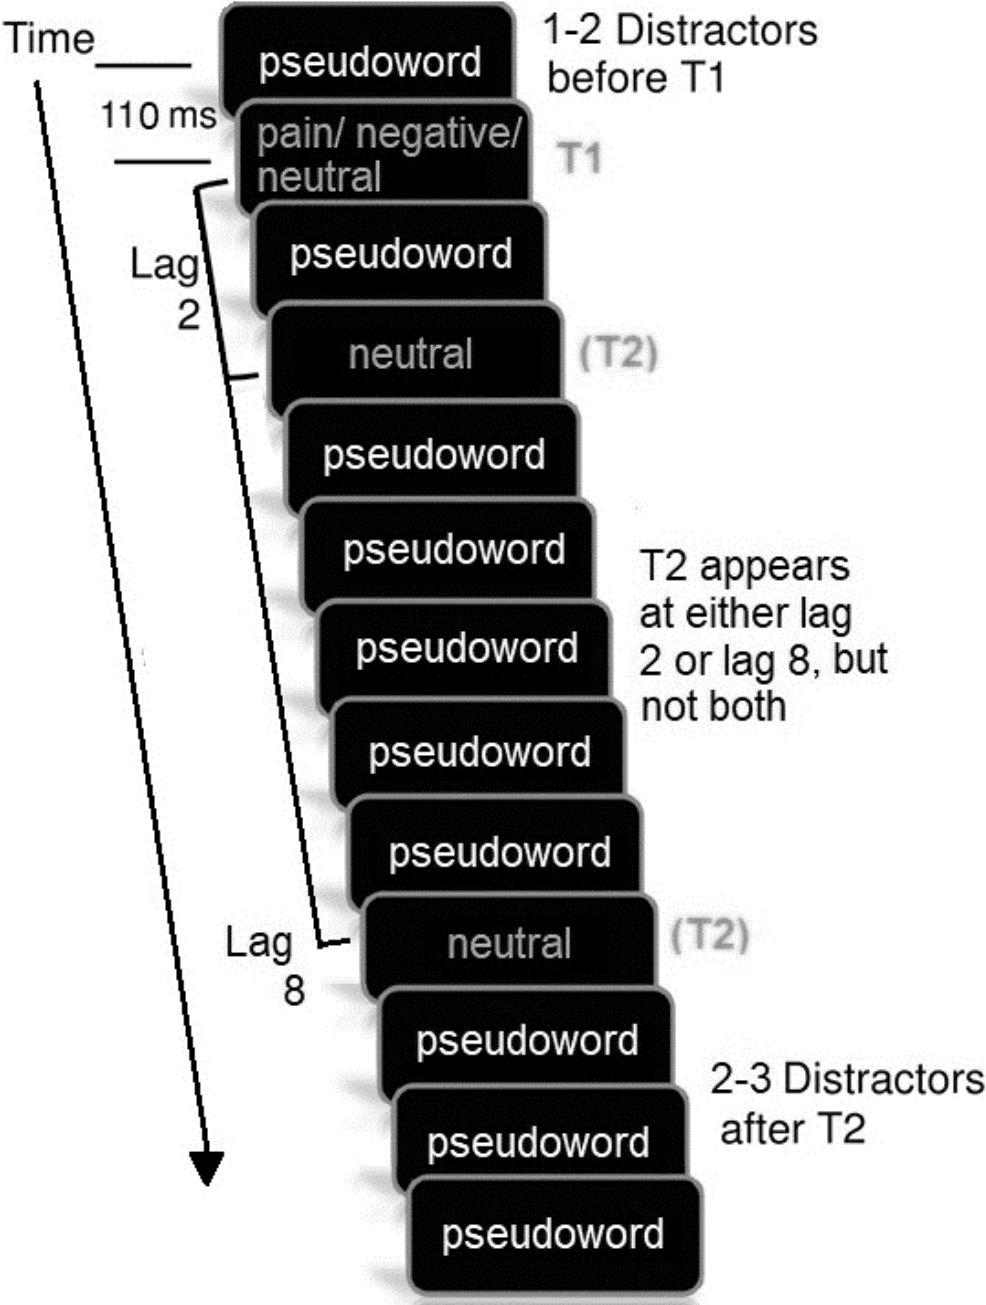 Time
pseudoword
1-2 Distractors
before T1
110 ms
pain/ negative/
neutral
T1
pseudoword
Lag
2
neutral
(T2)
pseudoword
pseudoword
T2 appears
at either lag
2 or lag 8, but
not both
pseudoword
pseudoword
pseudoword
Lag
8
neutral
(T2)
pseudoword
2-3 Distractors
after T2
pseudoword
pseudoword